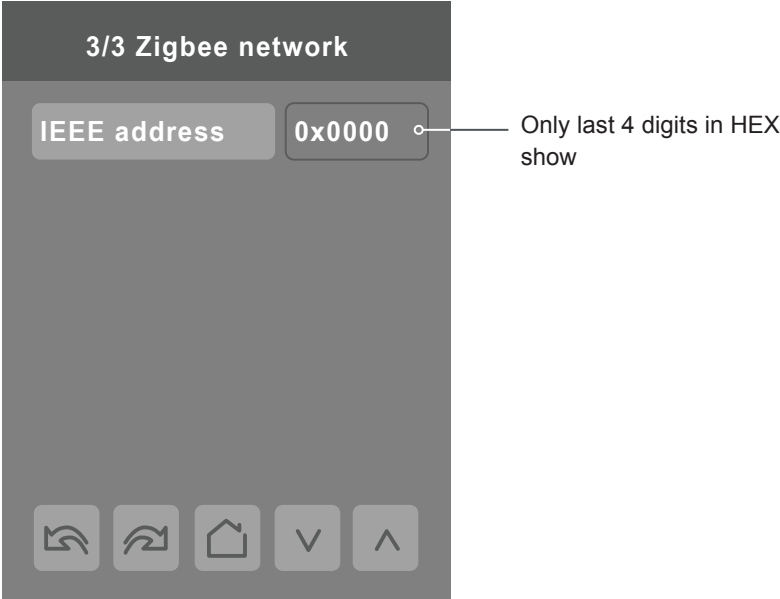 3/3 Zigbee network
IEEE address 0x0000
Only last 4 digits in HEX
show